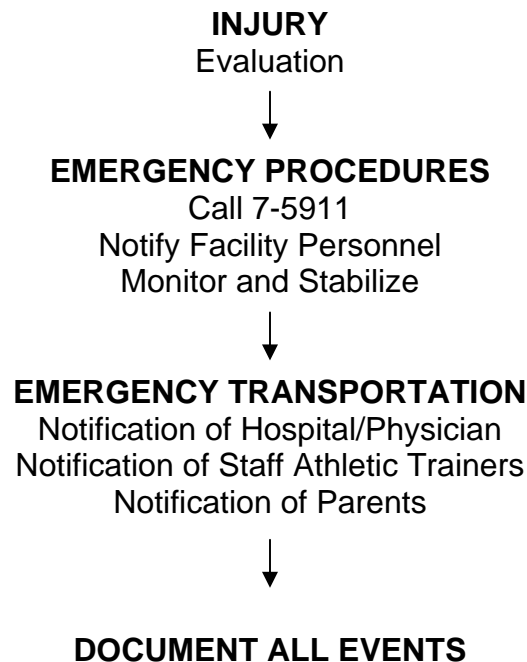 INJURY
Evaluation
EMERGENCY PROCEDURES
Call 7-5911
Notify Facility Personnel
Monitor and Stabilize
EMERGENCY TRANSPORTATION
Notification of Hospital/Physician
Notification of Staff Athletic Trainers
Notification of Parents
DOCUMENT ALL EVENTS